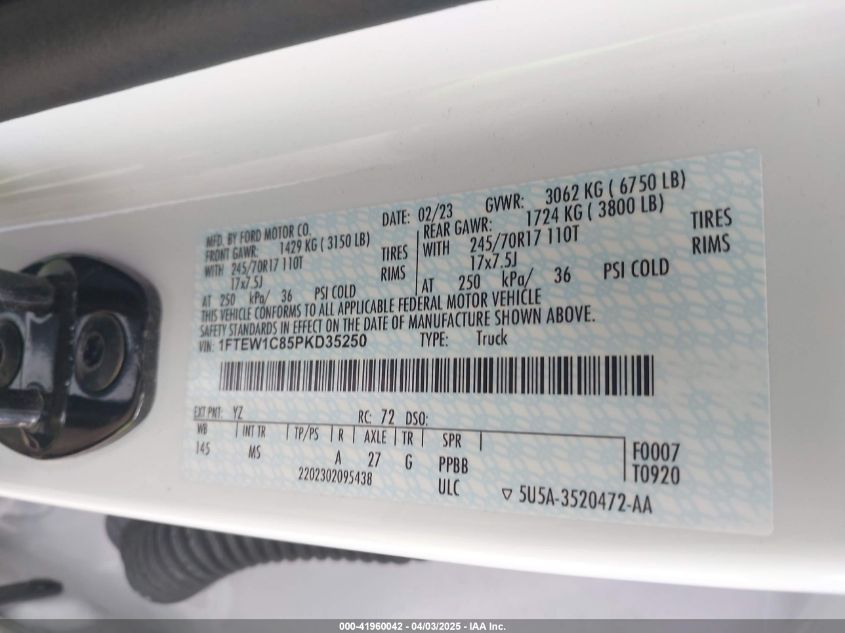 MFD. BY FORD MOTOR CO. DATE: 02/23 GVWR: 3062 KG ( 6750 LB)
FRONT GAWR: 1429 KG ( 3150 LB) REAR GAWR: 1724 KG ( 3800 LB)
WITH 245/70R17 110T TIRES WITH 245/70R17 110T TIRES
17x7.5J RIMS 17x7.5J RIMS
AT 250 kPa/ 36 PSI COLD AT 250 kPa/ 36 PSI COLD
THIS VEHICLE CONFORMS TO ALL APPLICABLE FEDERAL MOTOR VEHICLE
SAFETY STANDARDS IN EFFECT ON THE DATE OF MANUFACTURE SHOWN ABOVE.
VIN: 1FTEW1C85PKD35250 TYPE: Truck
EXT PNT: YZ RC: 72 DSO:
WB INT TR TP/PS R AXLE TR SPR F0007
145 MS A 27 G PPBB T0920
2202302095438 ULC ▽ 5U5A-3520472-AA
000-41960042 - 04/03/2025 - IAA Inc.